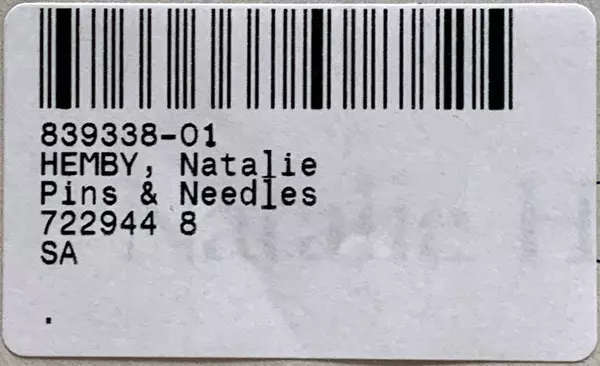 839338-01
HEMBY, Natalie
Pins & Needles
722944 8
SA
.